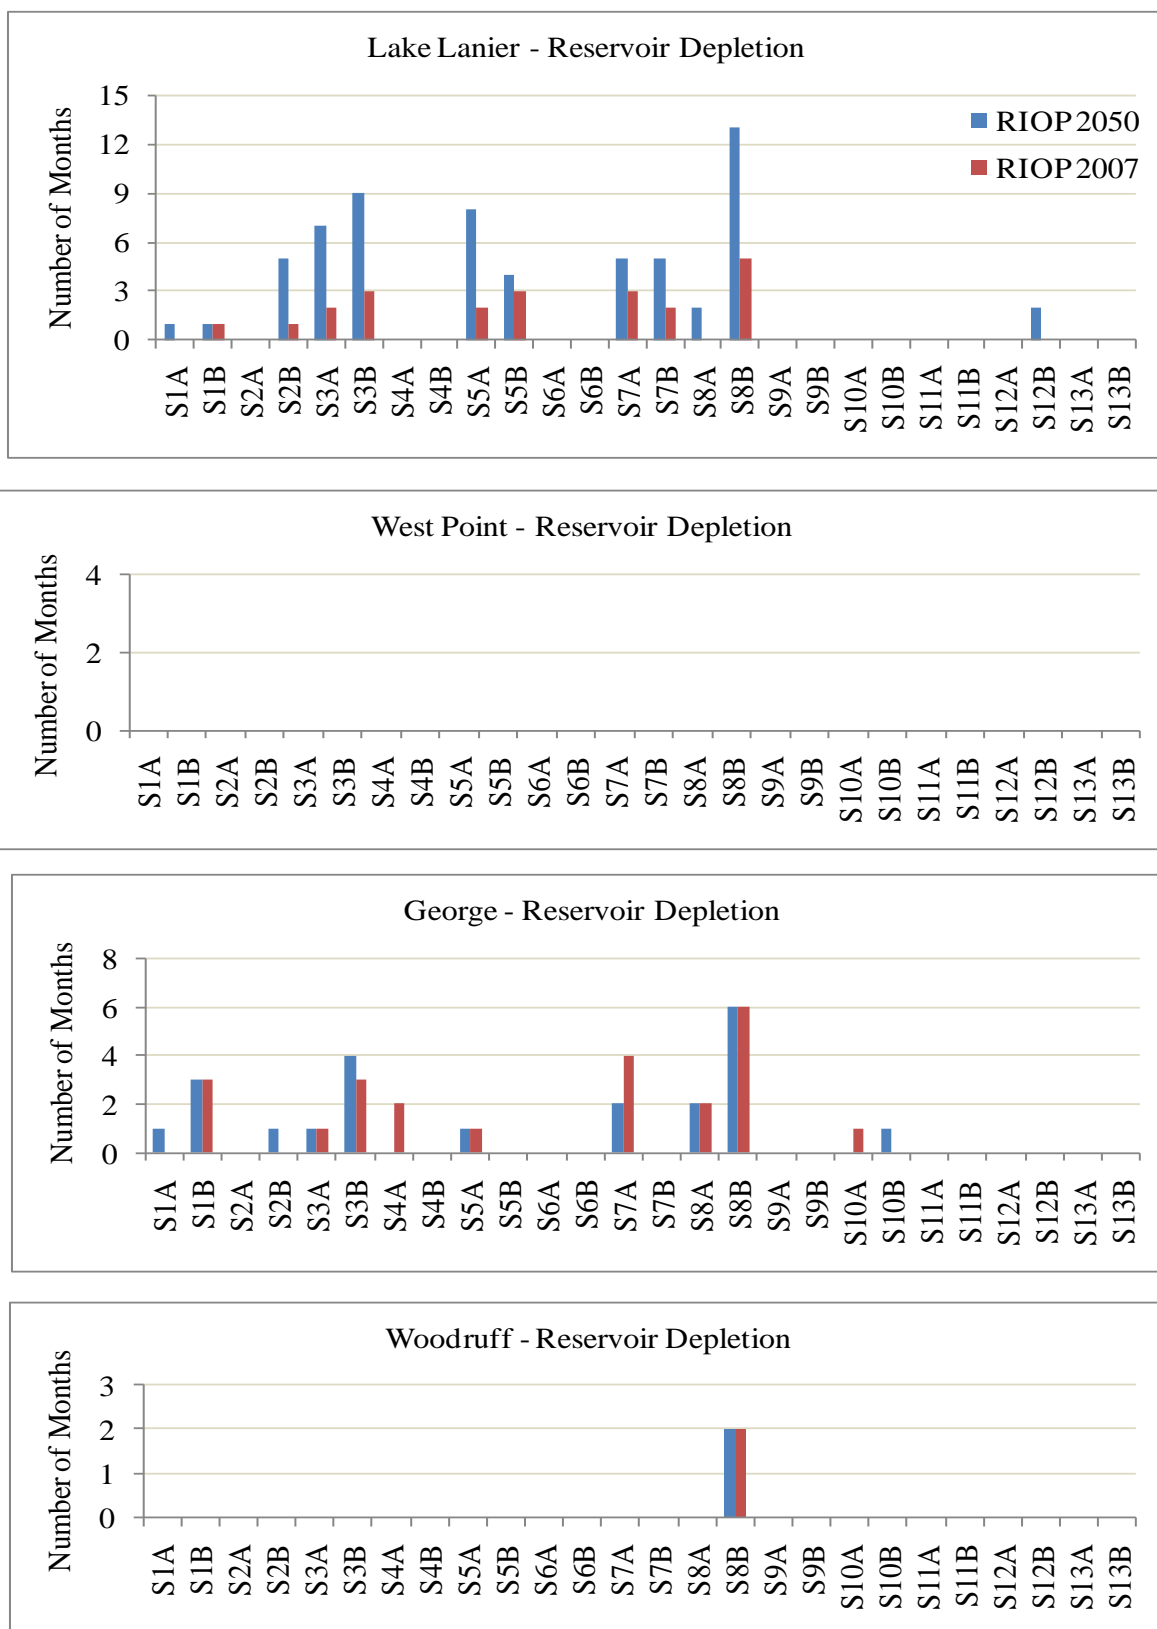 Lake Lanier - Reservoir Depletion
Number of Months
15
12
9
6
3
0
RIOP2050
RIOP2007
S1A S1B S2A S2B S3A S3B S4A S4B S5A S5B S6A S6B S7A S7B S8A S8B S9A S9B S10A S10B S11A S11B S12A S12B S13A S13B
West Point - Reservoir Depletion
Number of Months
4
2
0
S1A S1B S2A S2B S3A S3B S4A S4B S5A S5B S6A S6B S7A S7B S8A S8B S9A S9B S10A S10B S11A S11B S12A S12B S13A S13B
George - Reservoir Depletion
Number of Months
8
6
4
2
0
S1A S1B S2A S2B S3A S3B S4A S4B S5A S5B S6A S6B S7A S7B S8A S8B S9A S9B S10A S10B S11A S11B S12A S12B S13A S13B
Woodruff - Reservoir Depletion
Number of Months
3
2
1
0
S1A S1B S2A S2B S3A S3B S4A S4B S5A S5B S6A S6B S7A S7B S8A S8B S9A S9B S10A S10B S11A S11B S12A S12B S13A S13B